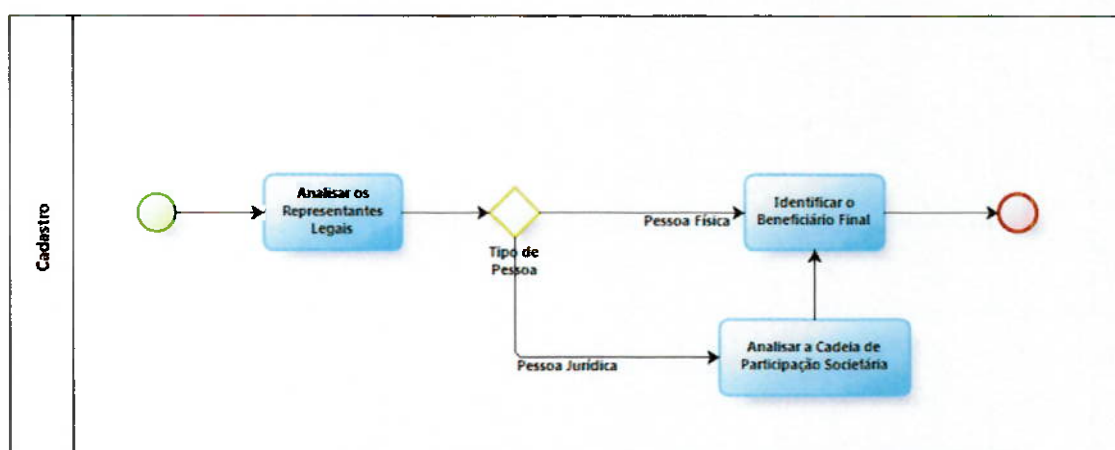 Cadastro
Analisar os
Representantes
Legais
Tipo de
Pessoa
Pessoa Física
Identificar o
Beneficiário Final
Pessoa Jurídica
Analisar a Cadeia de
Participação Societária